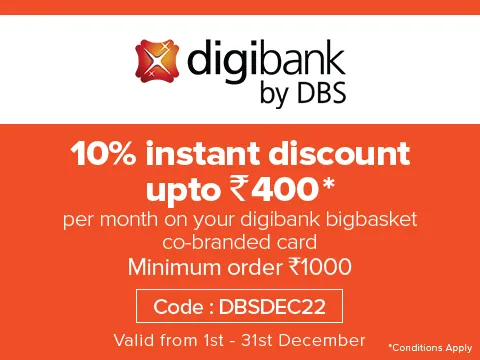 digibank
by DBS
10% instant discount
upto ₹400*
per month on your digibank bigbasket
co-branded card
Minimum order ₹1000
Code : DBSDEC22
Valid from 1st - 31st December
*Conditions Apply